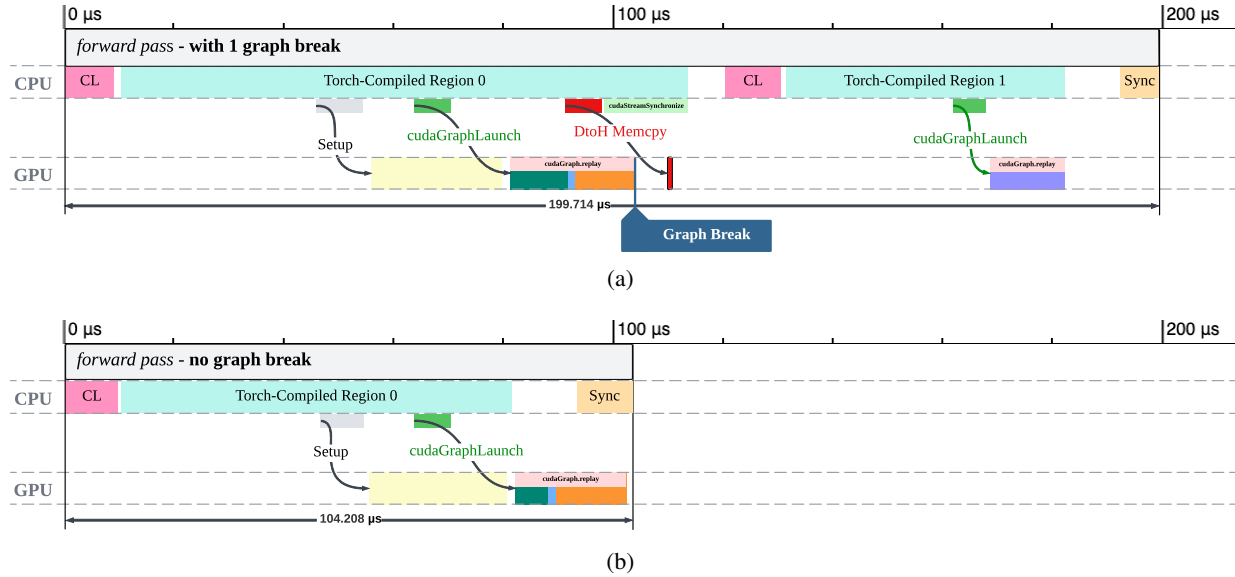 0 µs 100 µs 200 µs
forward pass - with 1 graph break
CPU CL Torch-Compiled Region 0 CL Torch-Compiled Region 1 Sync
cudaStreamSynchronize
Setup cudaGraphLaunch DtoH Memcpy cudaGraphLaunch
GPU cudaGraph.replay cudaGraph.replay
199.714 µs
Graph Break
(a)
0 µs 100 µs 200 µs
forward pass - no graph break
CPU CL Torch-Compiled Region 0 Sync
Setup cudaGraphLaunch
GPU cudaGraph.replay
104.208 µs
(b)